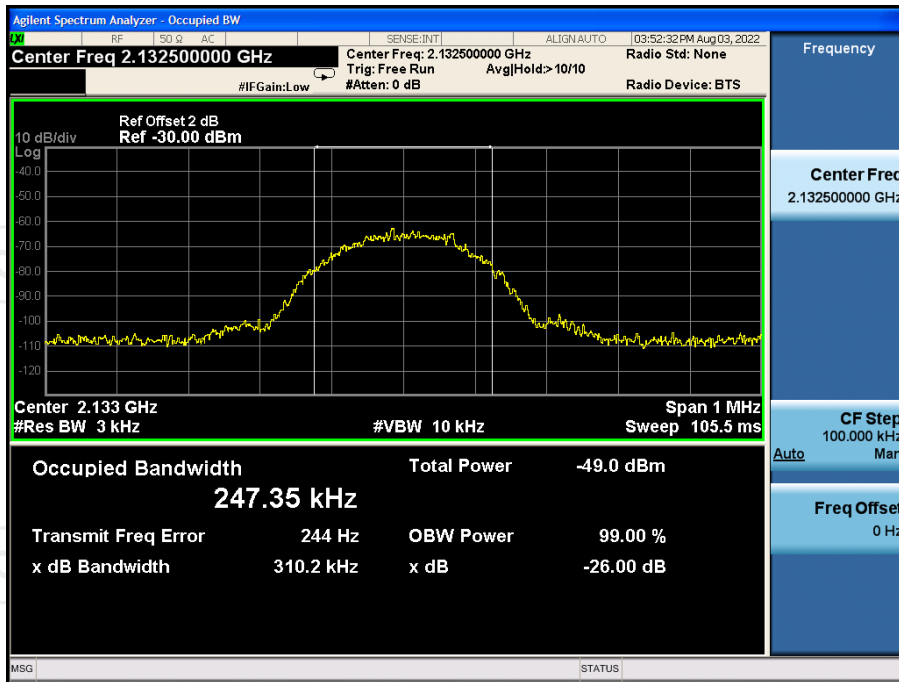 Agilent Spectrum Analyzer - Occupied BW
LXI RF 50 Ω AC SENSE:INT ALIGN AUTO 03:52:32 PM Aug 03, 2022
Center Freq 2.132500000 GHz
Center Freq: 2.132500000 GHz
Radio Std: None
Trig: Free Run Avg|Hold:>10/10
#IFGain:Low
#Atten: 0 dB
Radio Device: BTS
Frequency
Ref Offset 2 dB
10 dB/div Ref -30.00 dBm
Log
-40.0
-50.0
-60.0
-70.0
-80.0
-90.0
-100
-110
-120
Center 2.133 GHz Span 1 MHz
#Res BW 3 kHz #VBW 10 kHz Sweep 105.5 ms
Occupied Bandwidth Total Power -49.0 dBm
247.35 kHz
Transmit Freq Error 244 Hz OBW Power 99.00 %
x dB Bandwidth 310.2 kHz x dB -26.00 dB
Center Freq
2.132500000 GHz
CF Step
100.000 kHz
Auto Man
Freq Offset
0 Hz
MSG STATUS